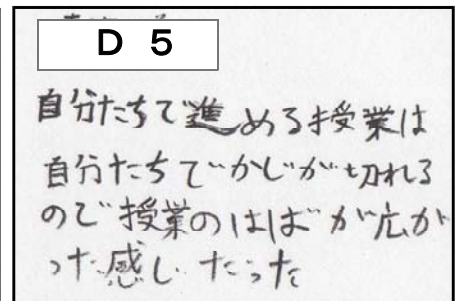 D 5
自分たちで進める授業は
自分たちでかじが切れる
ので授業のはばが広が
った感じだった